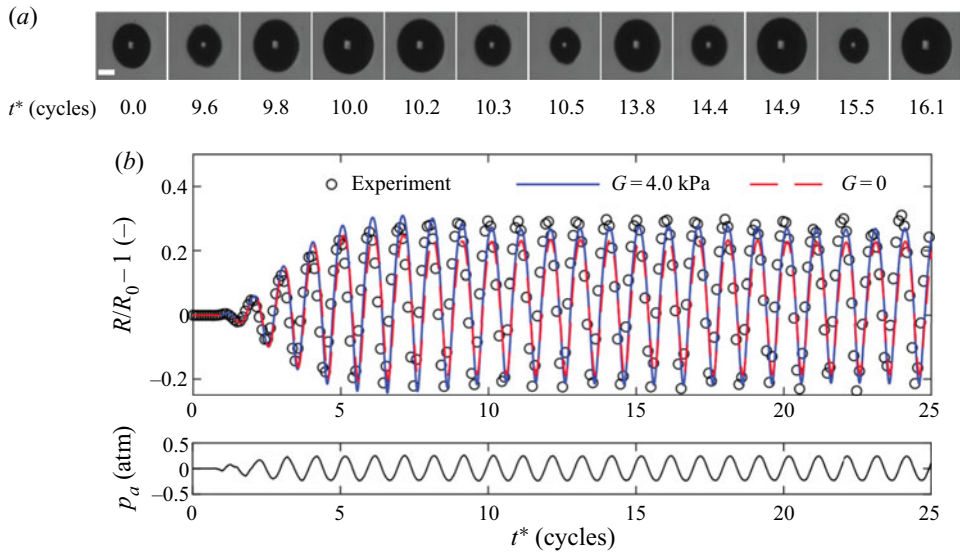 (a)
t* (cycles) 0.0 9.6 9.8 10.0 10.2 10.3 10.5 13.8 14.4 14.9 15.5 16.1
(b)
Experiment G=4.0 kPa G=0
R/R₀–1 (–)
0.4
0.2
0
–0.2
0 5 10 15 20 25
pₐ (atm)
0.5
0
–0.5
0 5 10 15 20 25
t* (cycles)